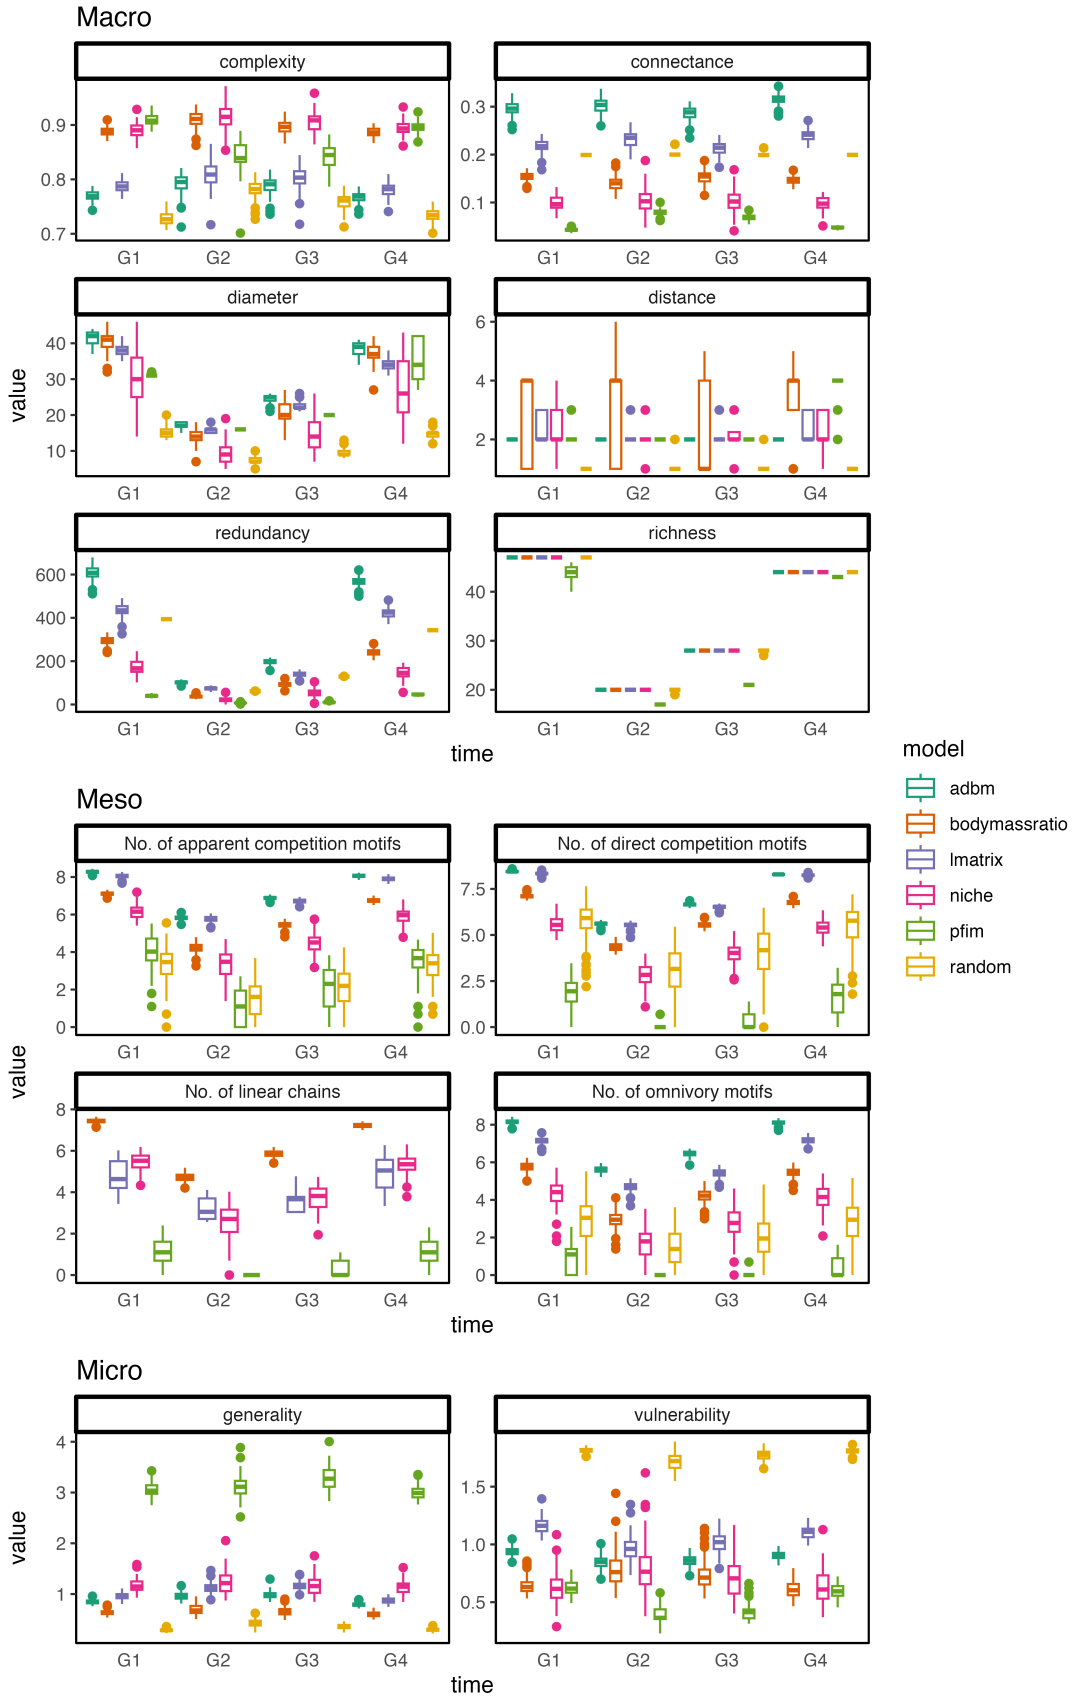 Macro
complexity
connectance
0.9
0.8
0.7
0.3
0.2
0.1
G1 G2 G3 G4
G1 G2 G3 G4
diameter
distance
40
30
20
10
6
4
2
G1 G2 G3 G4
G1 G2 G3 G4
value
redundancy
richness
600
400
200
0
40
30
20
G1 G2 G3 G4
G1 G2 G3 G4
time
model
adbm
bodymassratio
lmatrix
niche
pfim
random
Meso
No. of apparent competition motifs
No. of direct competition motifs
8
6
4
2
0
7.5
5.0
2.5
0.0
G1 G2 G3 G4
G1 G2 G3 G4
value
No. of linear chains
No. of omnivory motifs
8
6
4
2
0
8
6
4
2
0
G1 G2 G3 G4
G1 G2 G3 G4
time
Micro
generality
vulnerability
4
3
2
1
1.5
1.0
0.5
value
G1 G2 G3 G4
G1 G2 G3 G4
time